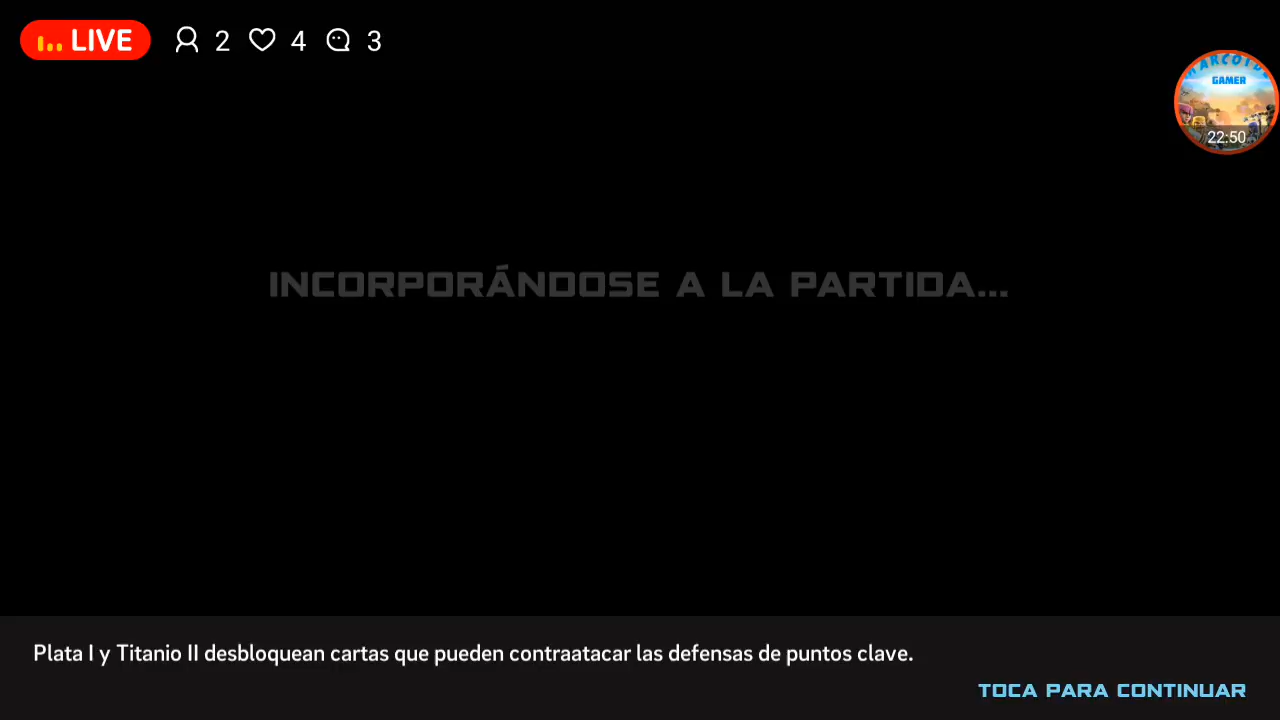 LIVE 2 4 3
GAMER
22:50
INCORPORÁNDOSE A LA PARTIDA...
Plata I y Titanio II desbloquean cartas que pueden contraatacar las defensas de puntos clave.
TOCA PARA CONTINUAR